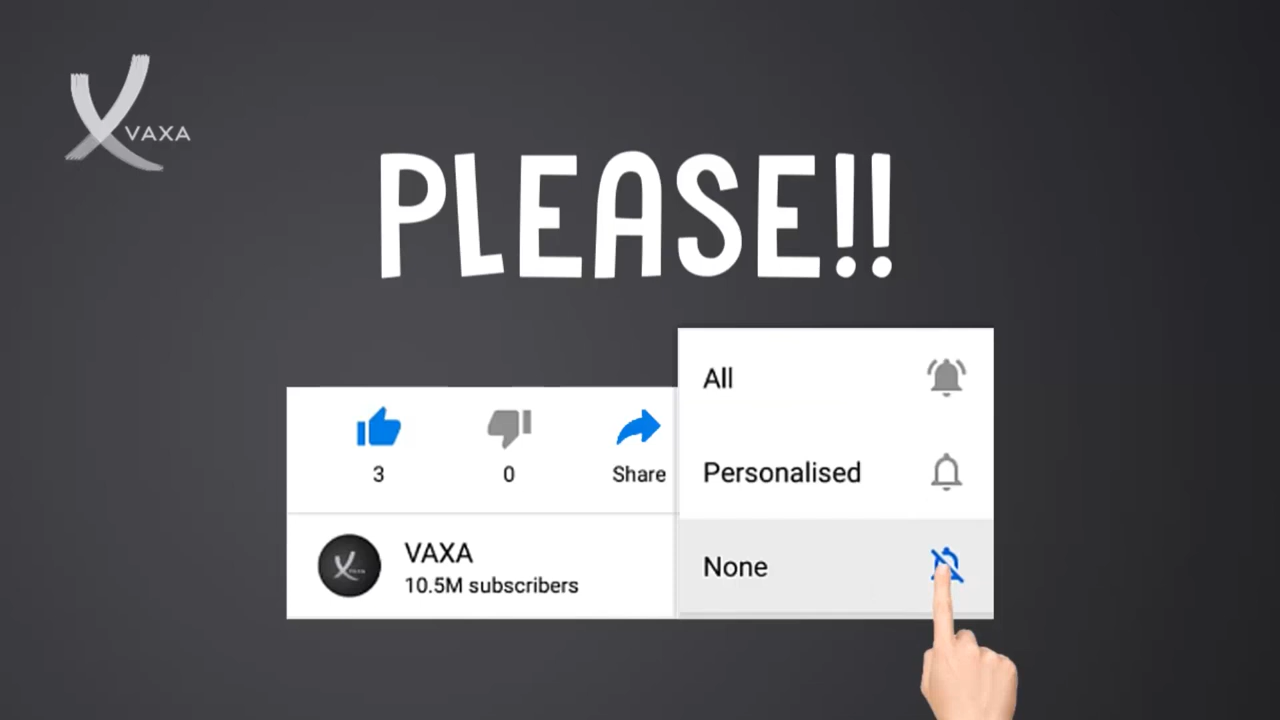 VAXA
PLEASE!!
All
Personalised
None
3
0
Share
VAXA
10.5M subscribers